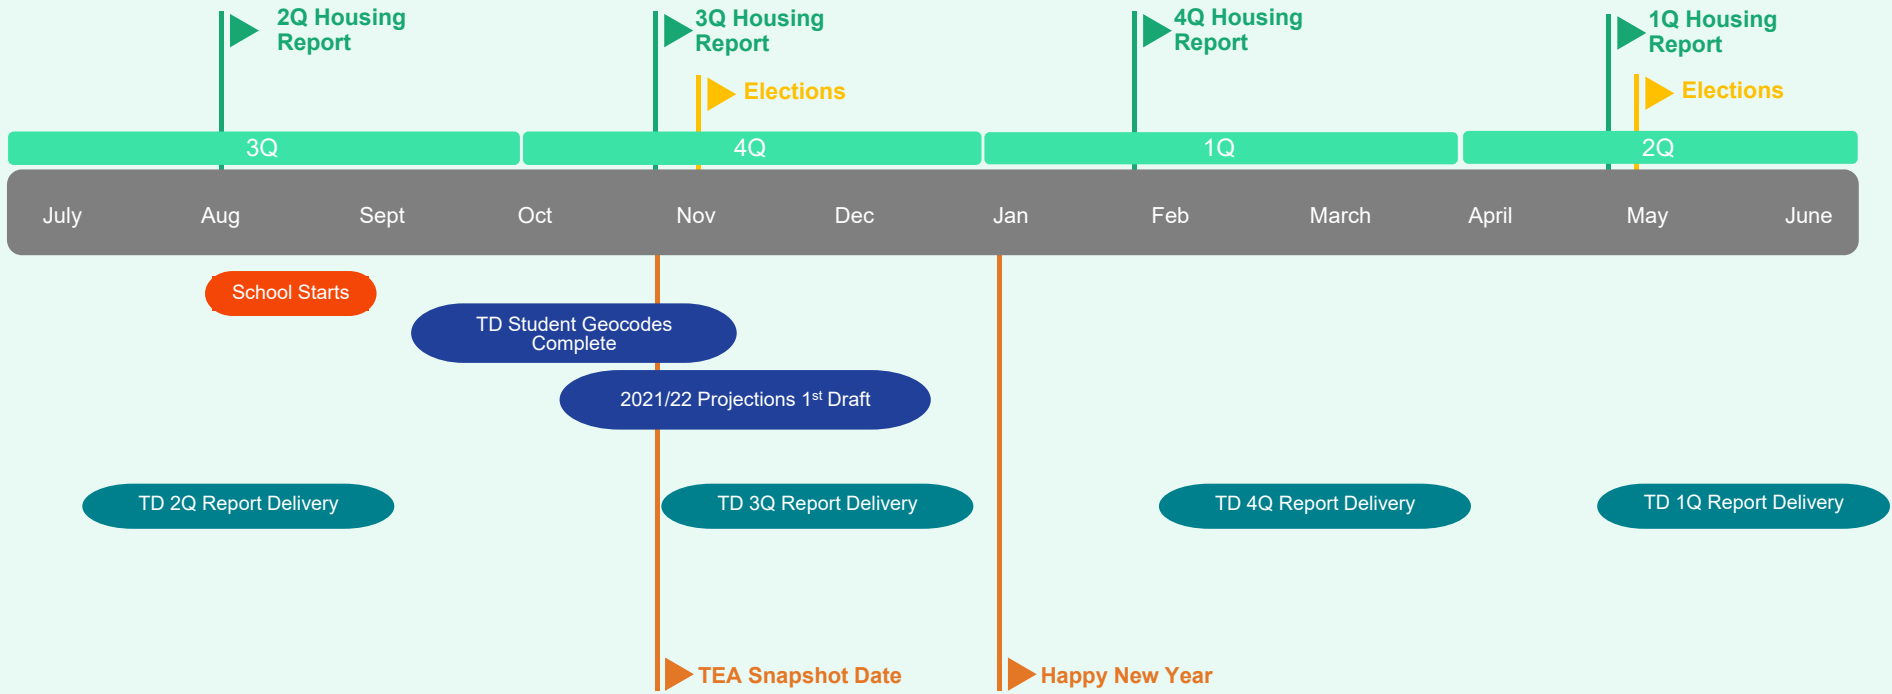 2Q Housing
Report
3Q Housing
Report
4Q Housing
Report
1Q Housing
Report
Elections
Elections
3Q
4Q
1Q
2Q
July
Aug
Sept
Oct
Nov
Dec
Jan
Feb
March
April
May
June
School Starts
TD Student Geocodes
Complete
2021/22 Projections 1st Draft
TD 2Q Report Delivery
TD 3Q Report Delivery
TD 4Q Report Delivery
TD 1Q Report Delivery
TEA Snapshot Date
Happy New Year